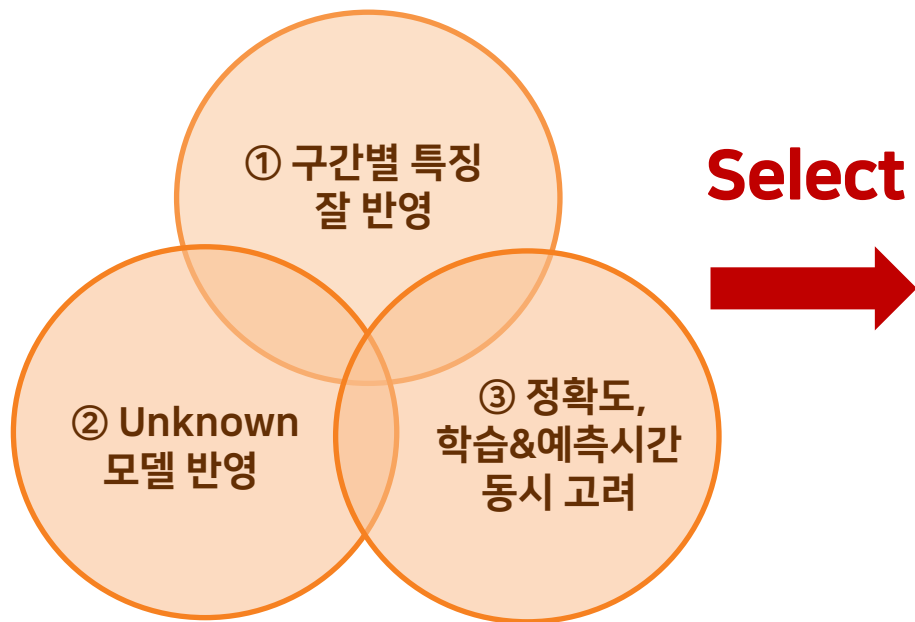 ① 구간별 특징
잘 반영
Select
② Unknown
모델 반영
③ 정확도,
학습&예측시간
동시 고려